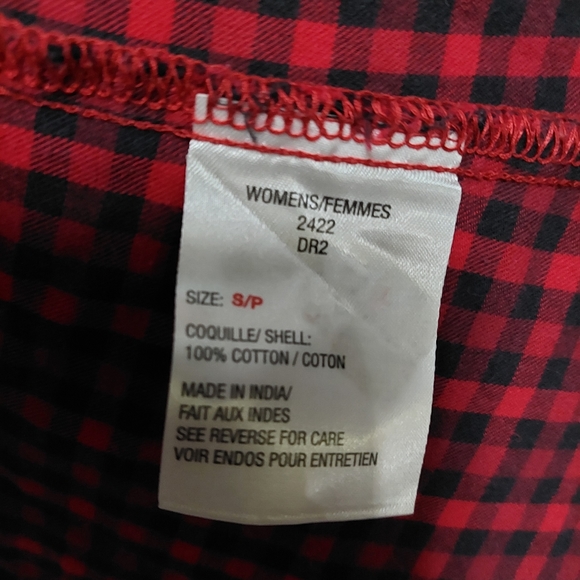 WOMENS/FEMMES
2422
DR2
SIZE: S/P
COQUILLE/ SHELL:
100% COTTON / COTON
MADE IN INDIA/
FAIT AUX INDES
SEE REVERSE FOR CARE
VOIR ENDOS POUR ENTRETIEN